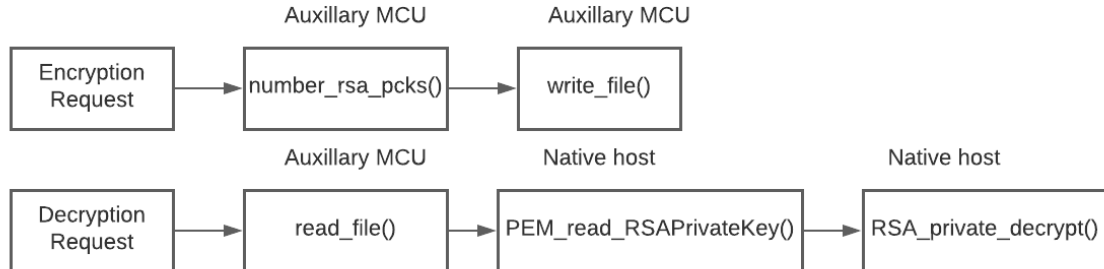 Auxillary MCU
Auxillary MCU
Encryption
Request
number_rsa_pcks()
write_file()
Auxillary MCU
Native host
Native host
Decryption
Request
read_file()
PEM_read_RSAPrivateKey()
RSA_private_decrypt()